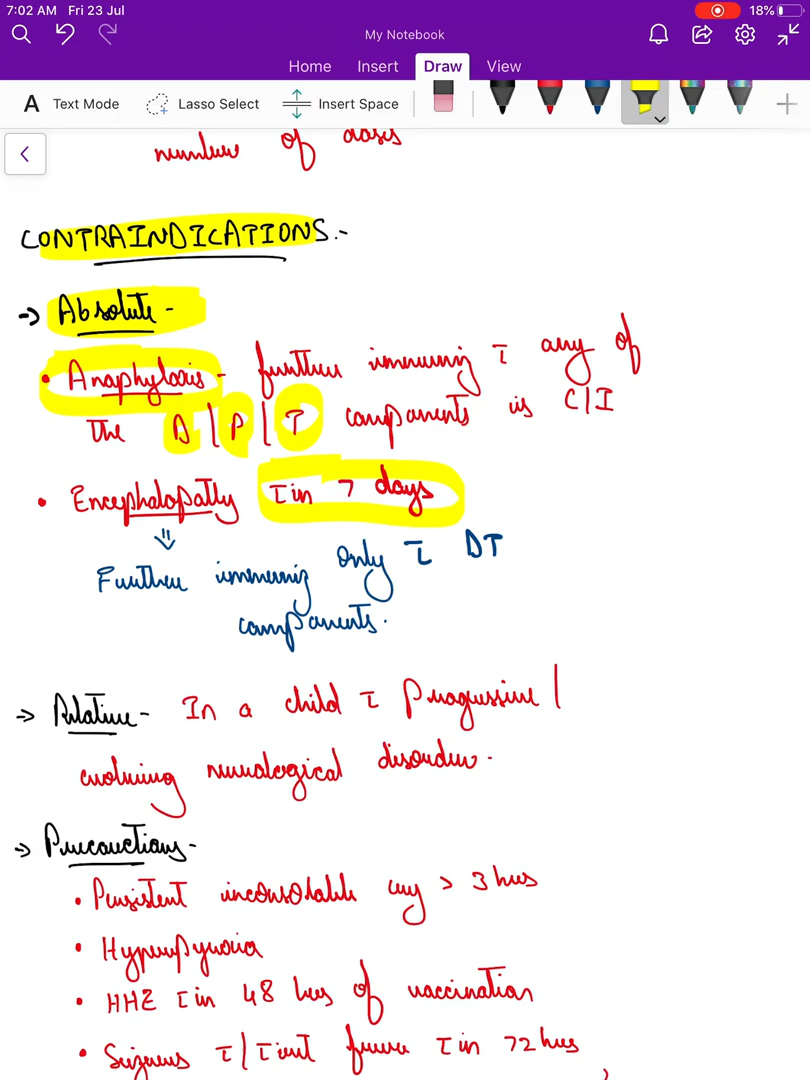 7:02 AM Fri 23 Jul 18%
My Notebook
Home Insert Draw View
A Text Mode Lasso Select Insert Space
number of doses
CONTRAINDICATIONS:-
→ Absolute -
• Anaphylaxis - further immuniz c̄ any of
the D | P | T components is C/I
• Encephalopathy c̄in 7 days
⇓
Further immuniz only c̄ DT
components.
→ Relative - In a child c̄ Progressive |
evolving neurological disorder.
→ Precautions -
• Persistent inconsolable cry > 3 hrs
• Hyperpyrexia
• HHE c̄in 48 hrs of vaccination
• Seizures c̄ / c̄out fever c̄in 72 hrs